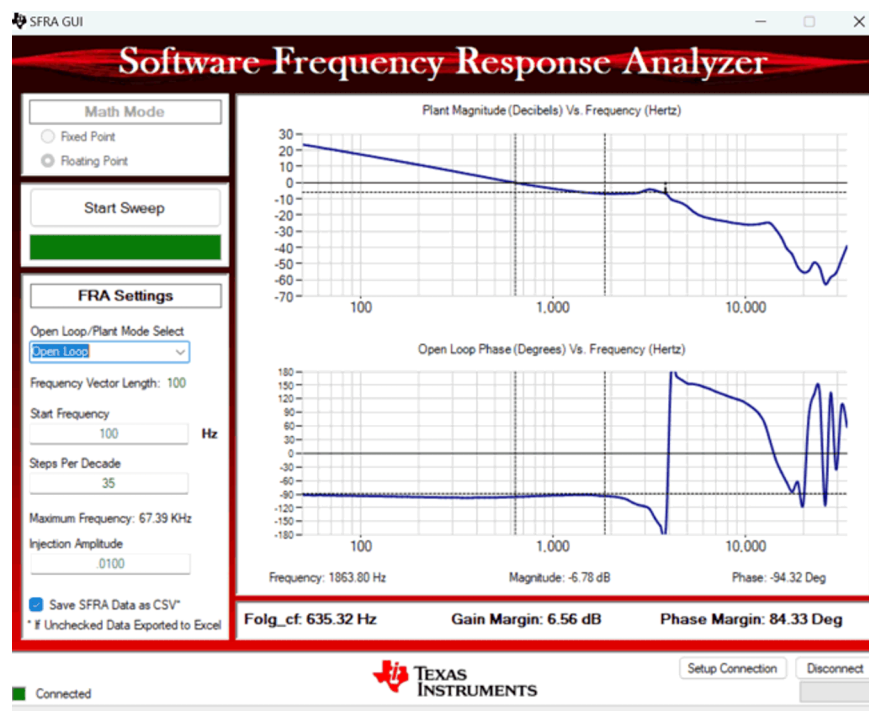 SFRA GUI
Software Frequency Response Analyzer
Math Mode
Fixed Point
Floating Point
Start Sweep
FRA Settings
Open Loop/Plant Mode Select
Open Loop
Frequency Vector Length: 100
Start Frequency
100 Hz
Steps Per Decade
35
Maximum Frequency: 67.39 KHz
Injection Amplitude
.0100
Save SFRA Data as CSV*
* If Unchecked Data Exported to Excel
Plant Magnitude (Decibels) Vs. Frequency (Hertz)
30
20
10
0
-10
-20
-30
-40
-50
-60
-70
100 1,000 10,000
Open Loop Phase (Degrees) Vs. Frequency (Hertz)
180
150
120
90
60
30
0
-30
-60
-90
-120
-150
-180
100 1,000 10,000
Frequency: 1863.80 Hz Magnitude: -6.78 dB Phase: -94.32 Deg
Folg_cf: 635.32 Hz Gain Margin: 6.56 dB Phase Margin: 84.33 Deg
TEXAS
INSTRUMENTS
Setup Connection Disconnect
Connected